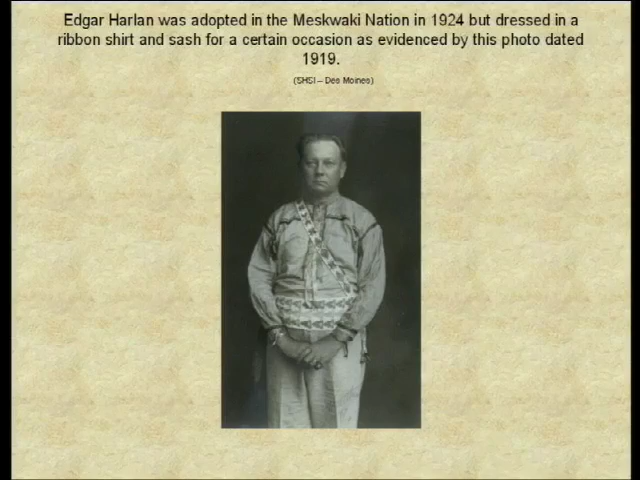 Edgar Harlan was adopted in the Meskwaki Nation in 1924 but dressed in a
ribbon shirt and sash for a certain occasion as evidenced by this photo dated
1919.
(SHSI – Des Moines)